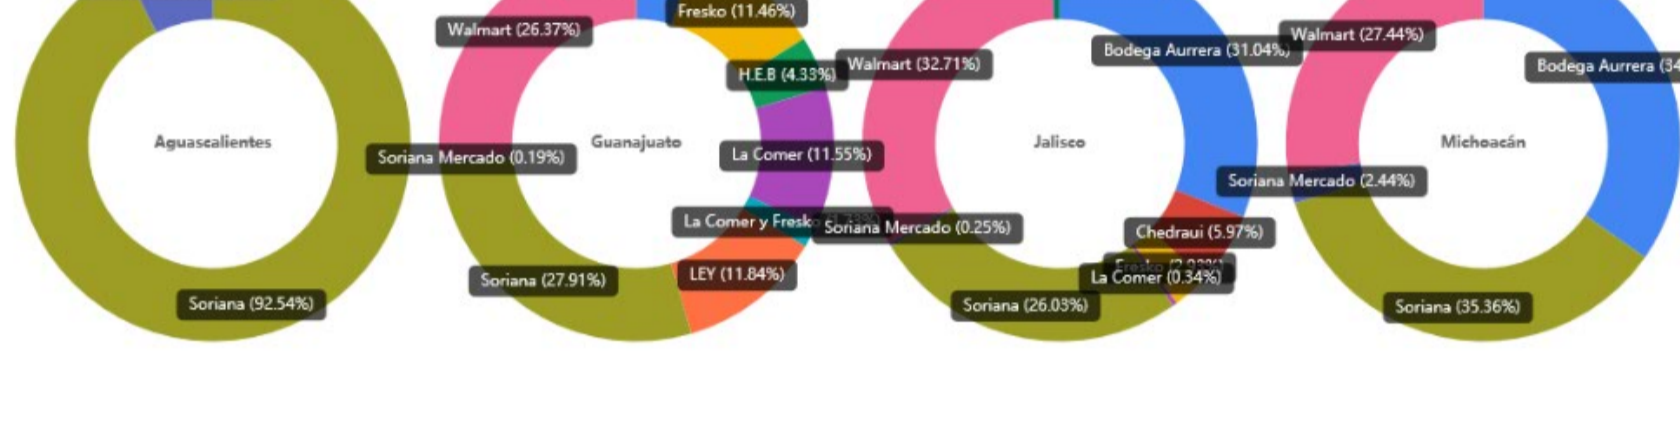 Walmart (26.37%)
Fresko (11.46%)
Walmart (32.71%)
Bodega Aurrera (31.04%)
Walmart (27.44%)
Bodega Aurrera (34
H.E.B (4.33%)
Aguascalientes
Guanajuato
Jalisco
Michoacán
Soriana Mercado (0.19%)
La Comer (11.55%)
Soriana Mercado (2.44%)
La Comer y Fresko
Soriana Mercado (0.25%)
Chedraui (5.97%)
Fresko
La Comer (0.34%)
Soriana (92.54%)
Soriana (27.91%)
LEY (11.84%)
Soriana (26.03%)
Soriana (35.36%)